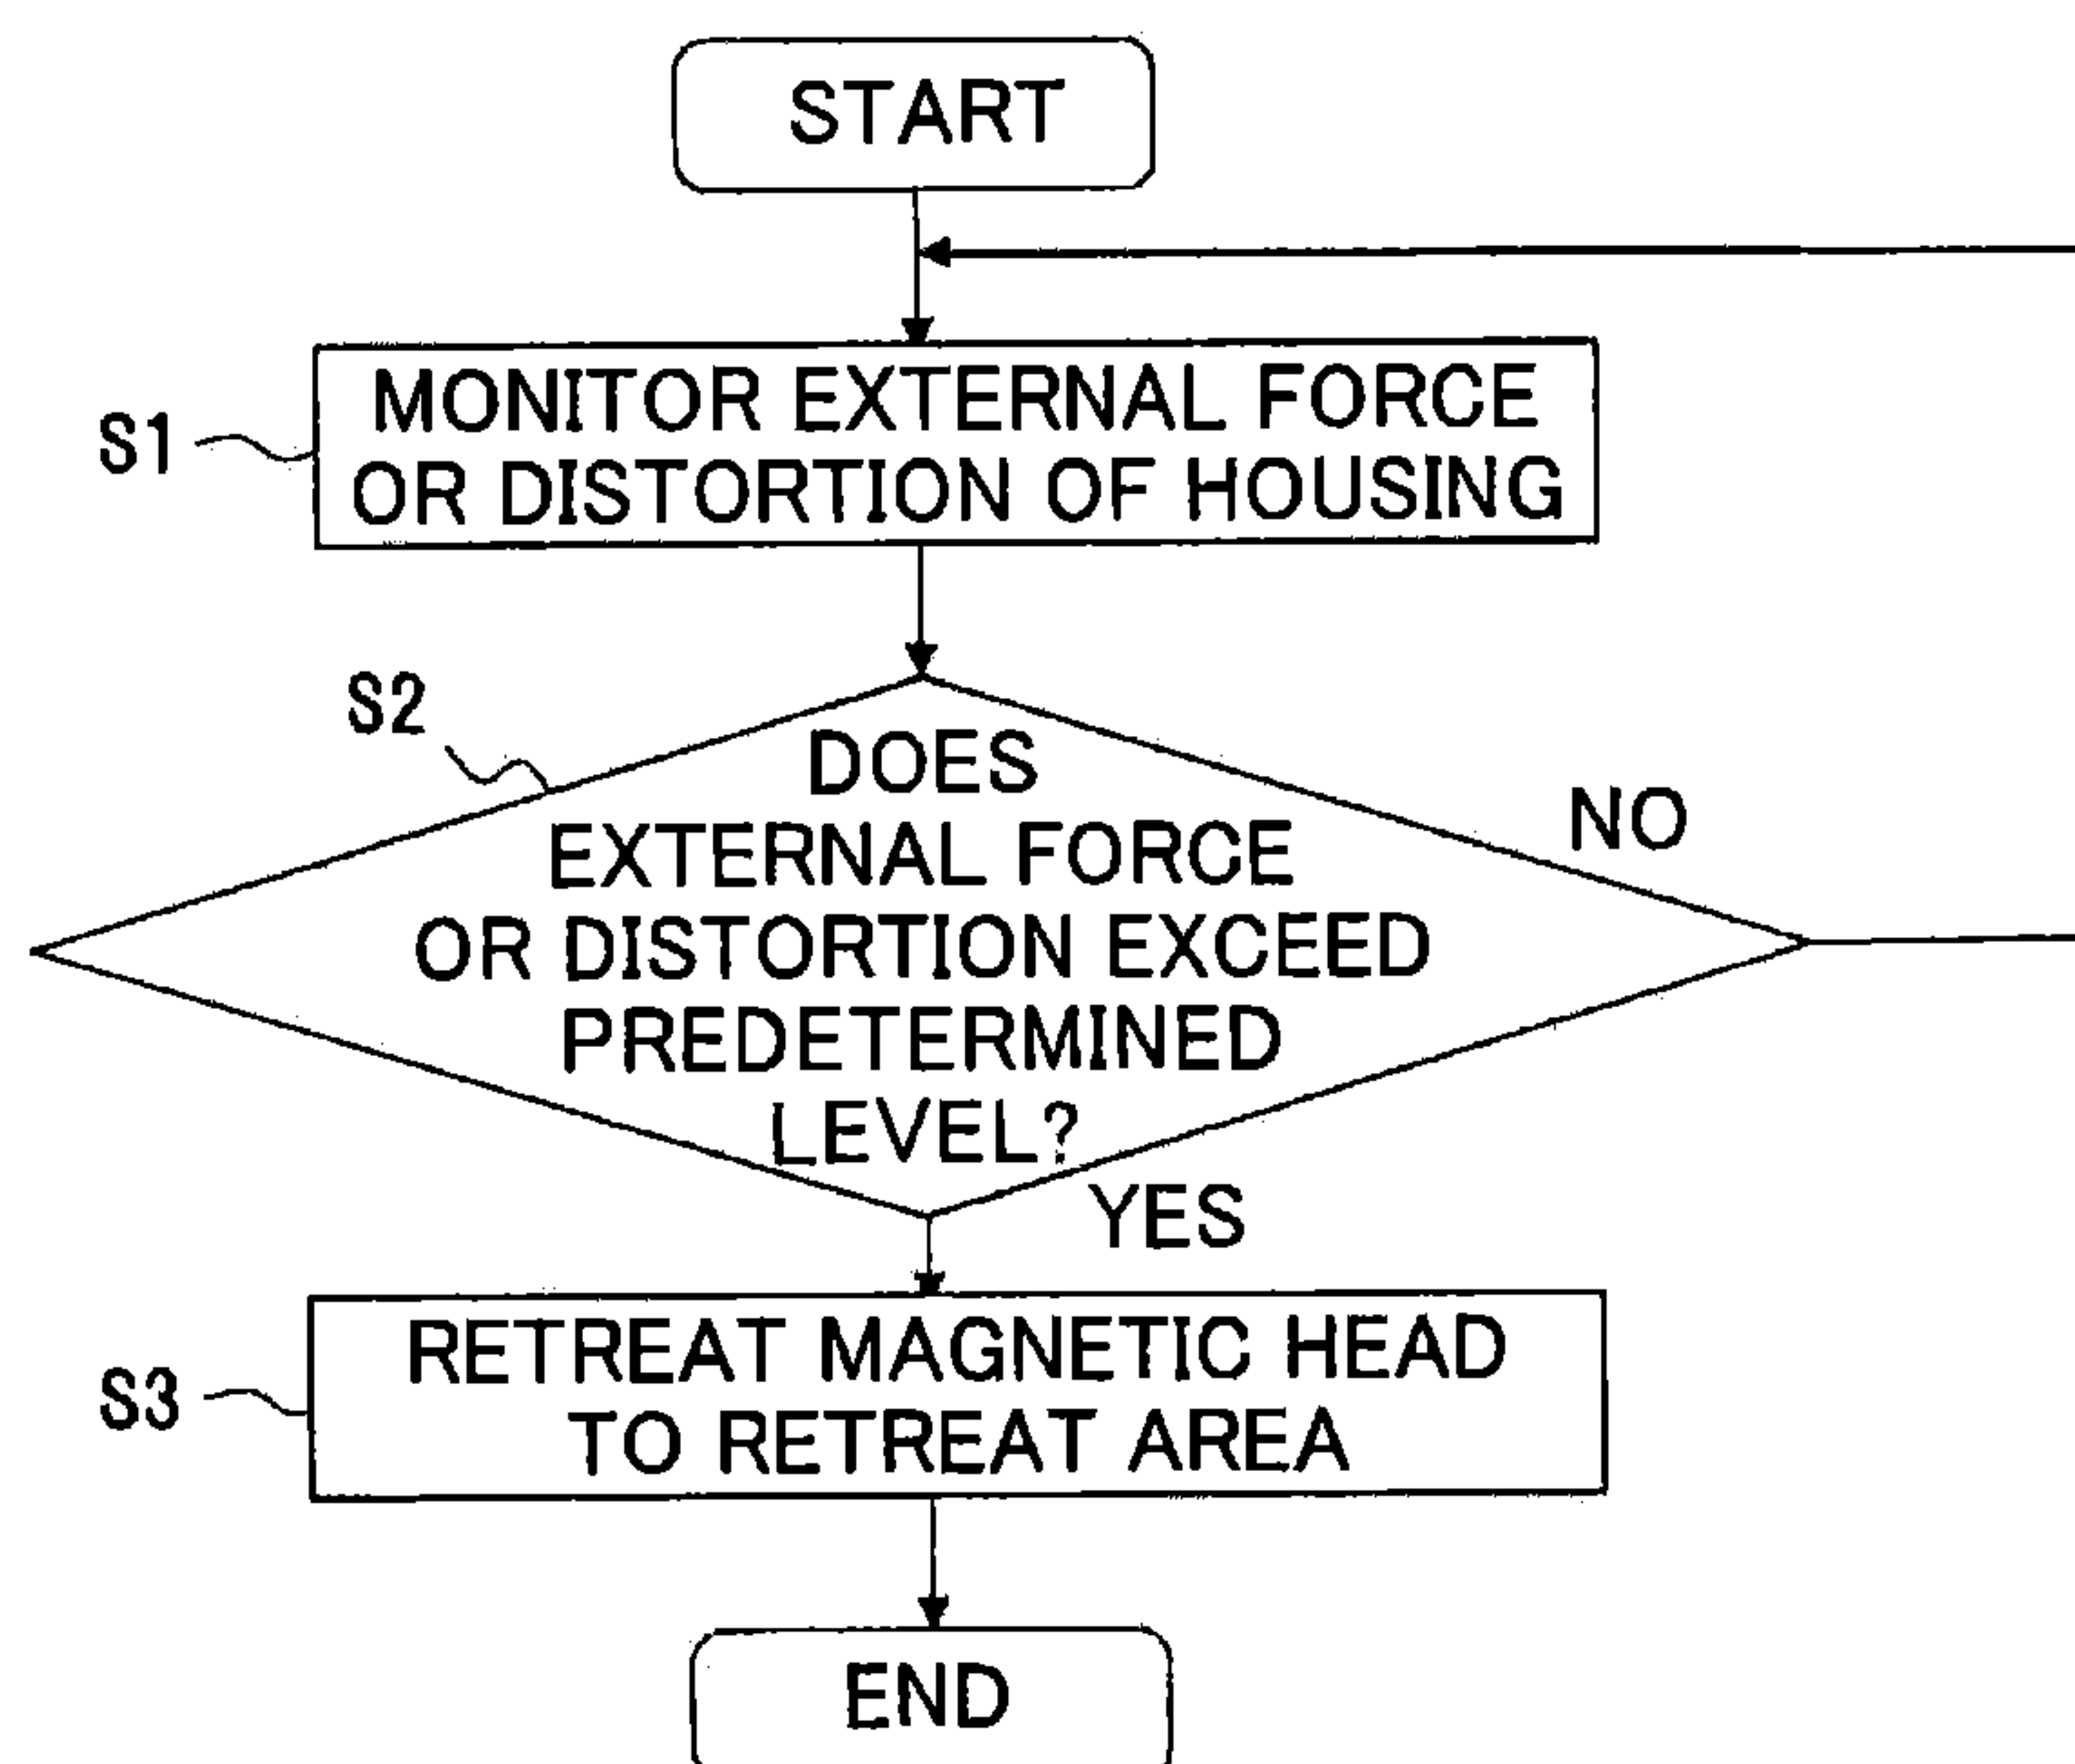 START
S1
MONITOR EXTERNAL FORCE
OR DISTORTION OF HOUSING
S2
DOES
EXTERNAL FORCE
OR DISTORTION EXCEED
PREDETERMINED
LEVEL?
NO
YES
S3
RETREAT MAGNETIC HEAD
TO RETREAT AREA
END